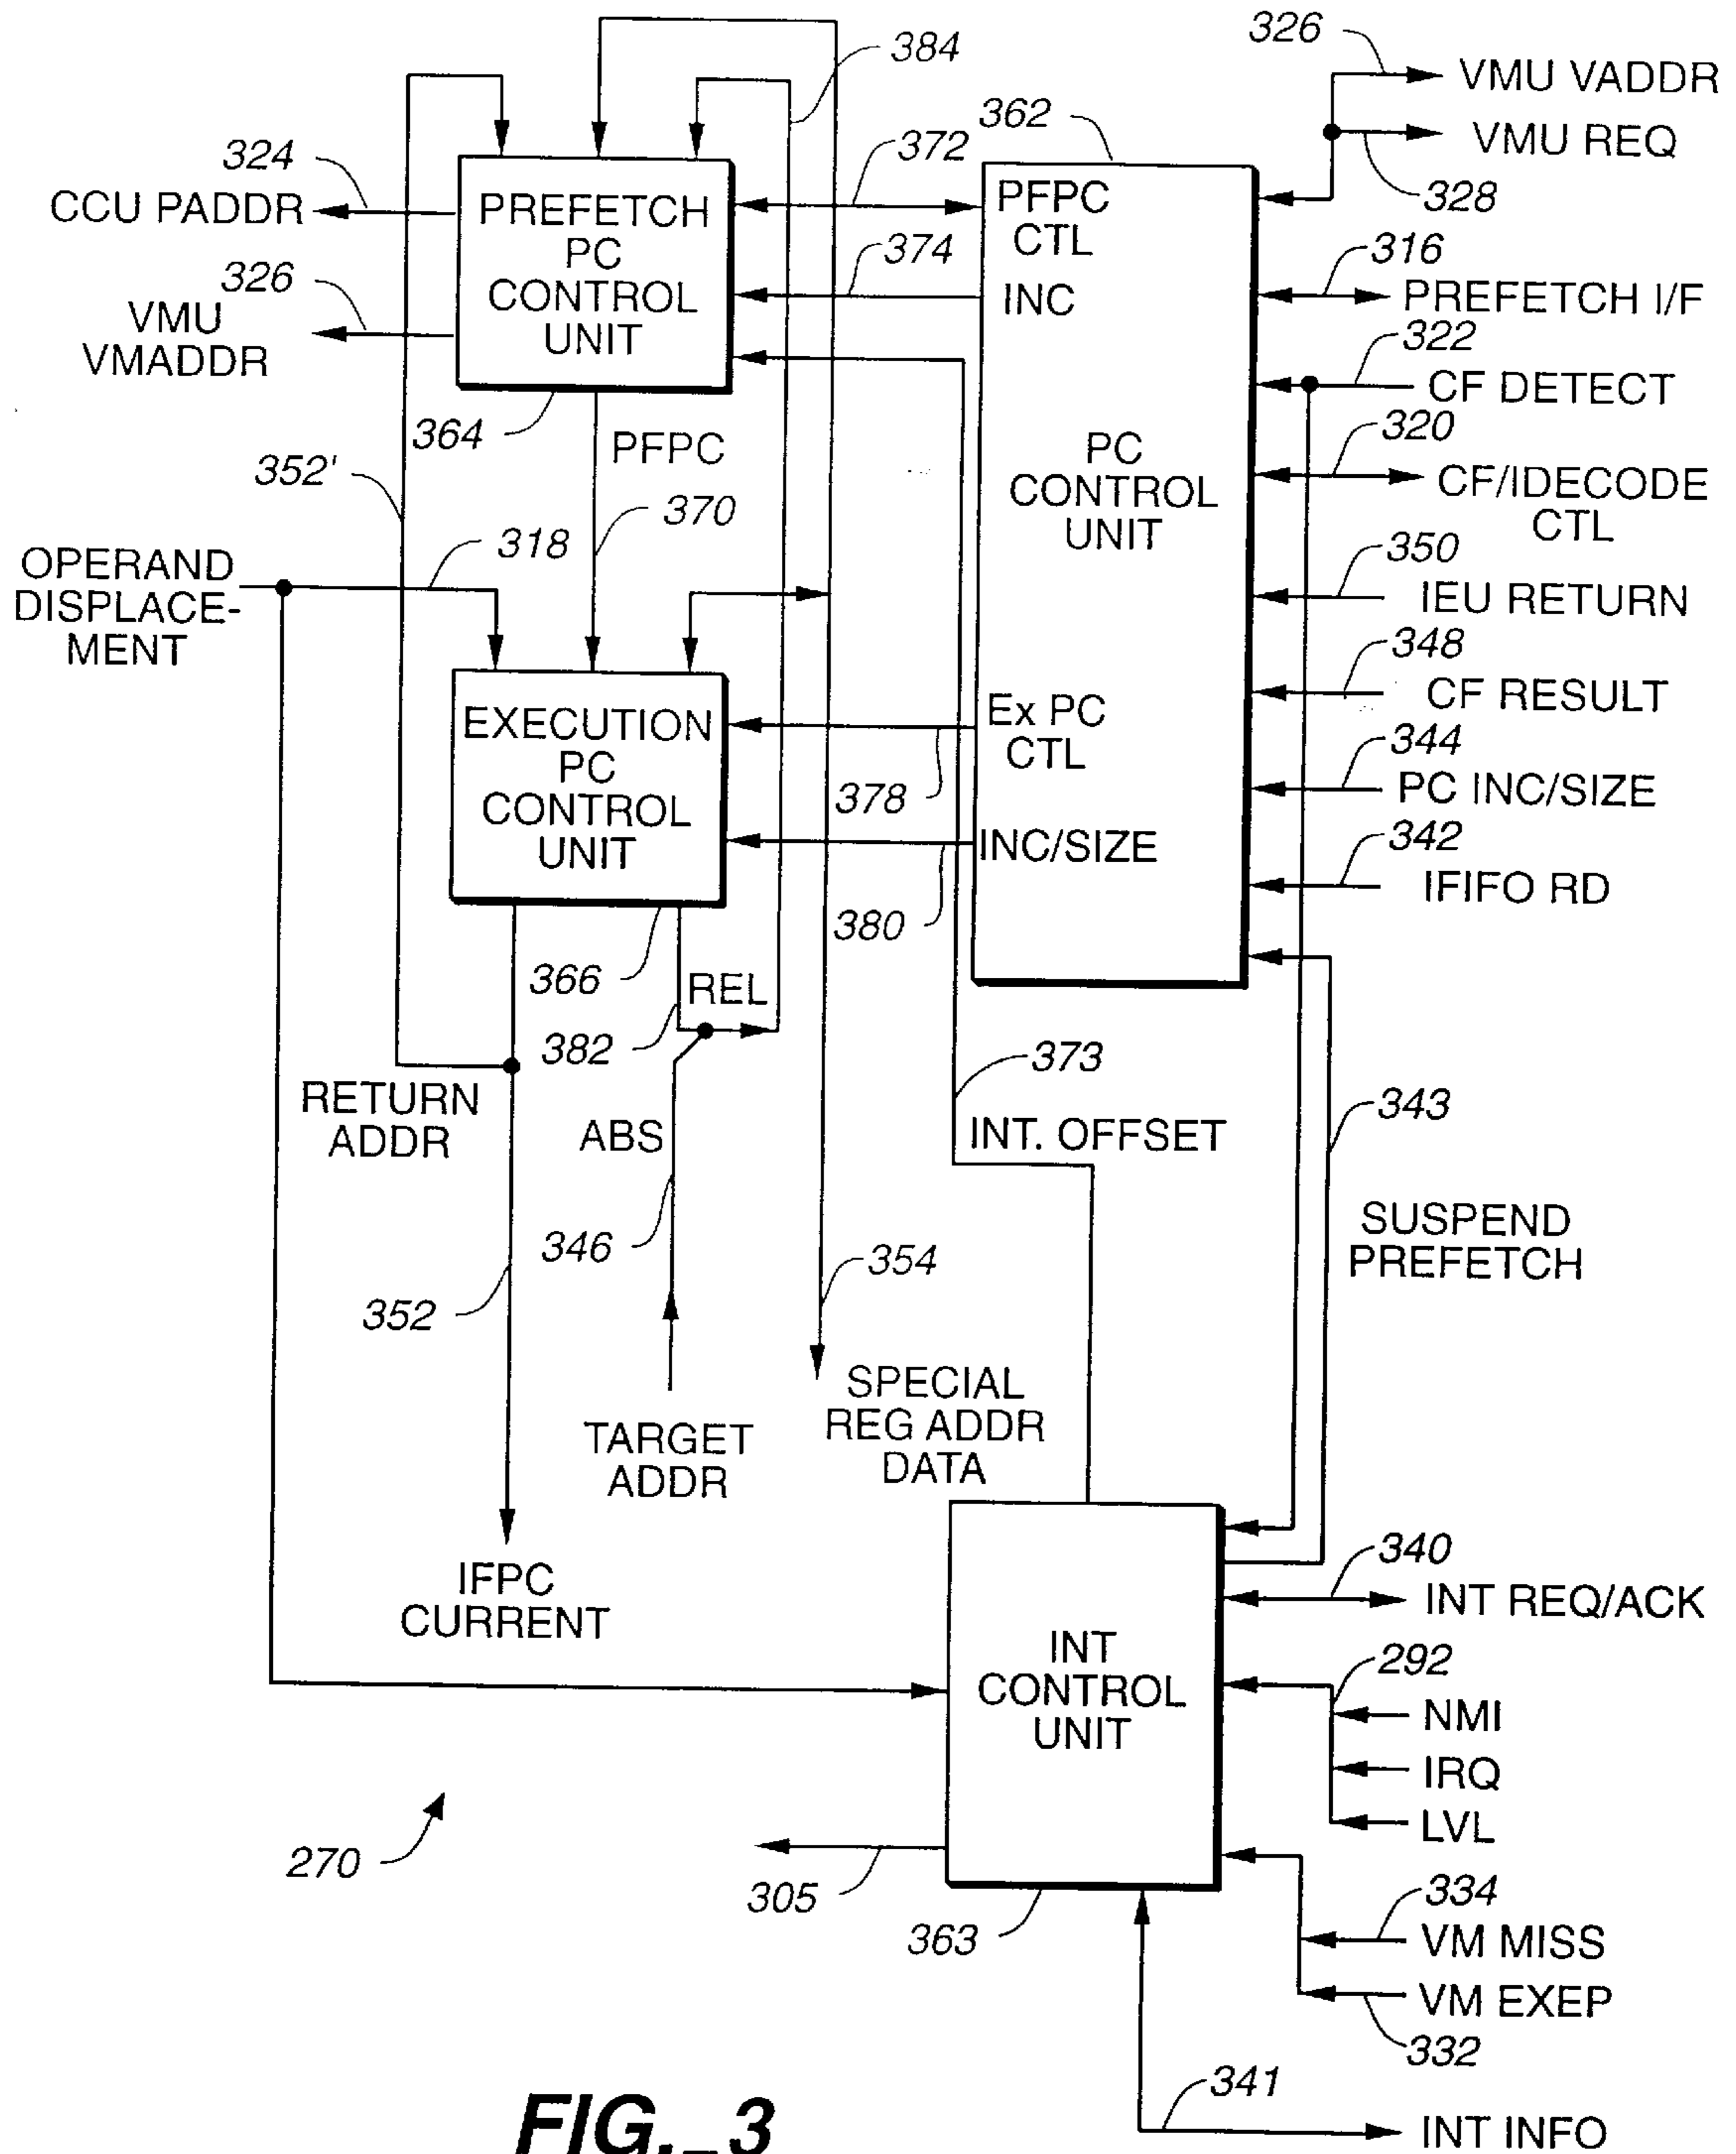 384
326
VMU VADDR
362
VMU REQ
324
372
328
CCU PADDR
PREFETCH
PC
CONTROL
UNIT
PFPC
CTL
374
316
326
INC
PREFETCH I/F
VMU
VMADDR
322
CF DETECT
364
PFPC
320
PC
CONTROL
UNIT
352'
CF/IDECODE
CTL
370
318
350
OPERAND
DISPLACE-
MENT
IEU RETURN
348
CF RESULT
EXECUTION
PC
CONTROL
UNIT
Ex PC
CTL
344
378
PC INC/SIZE
INC/SIZE
342
IFIFO RD
380
366
REL
382
373
343
RETURN
ADDR
ABS
INT. OFFSET
SUSPEND
PREFETCH
346
354
352
SPECIAL
REG ADDR
DATA
TARGET
ADDR
340
IFPC
CURRENT
INT REQ/ACK
INT
CONTROL
UNIT
292
NMI
IRQ
LVL
270
305
334
363
VM MISS
VM EXEP
332
341
INT INFO
FIG._3